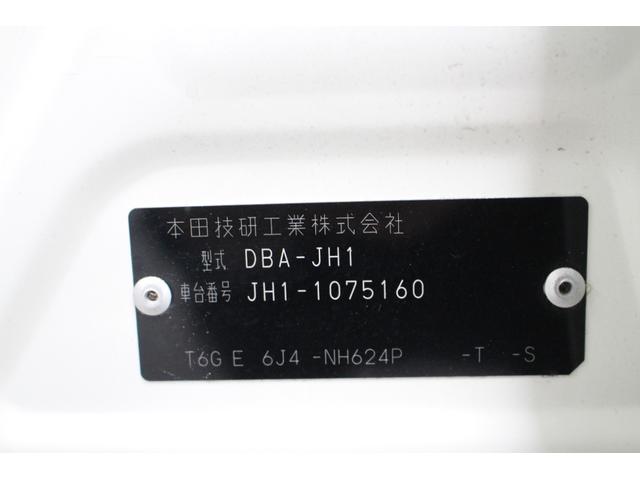 本田技研工業株式会社
型式 DBA-JH1
車台番号 JH1-1075160
T6G E 6J4 -NH624P -T -S